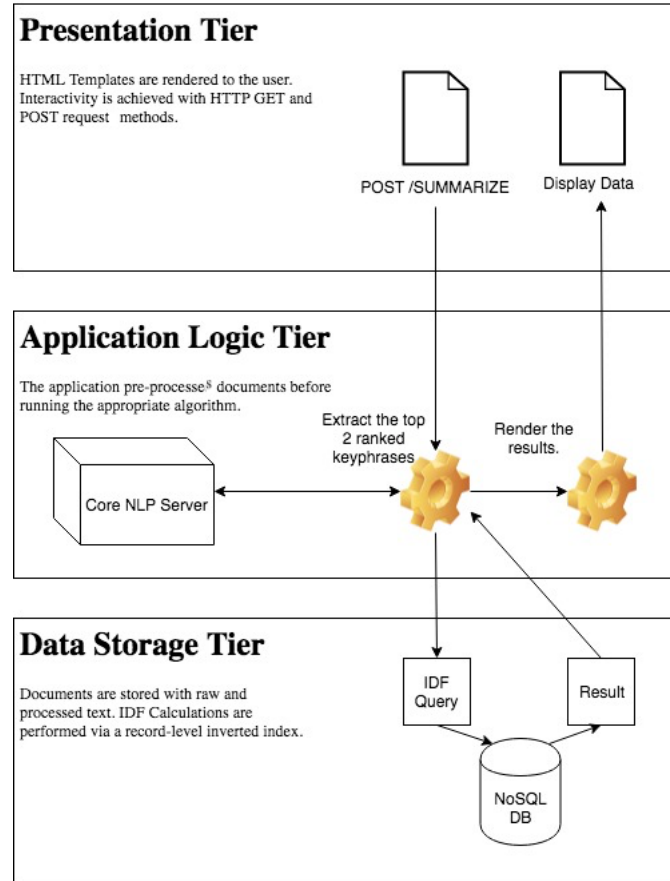 Presentation Tier
HTML Templates are rendered to the user.
Interactivity is achieved with HTTP GET and
POST request methods.
POST /SUMMARIZE
Display Data
Application Logic Tier
The application pre-processes documents before
running the appropriate algorithm.
Extract the top
2 ranked
keyphrases
Render the
results.
Core NLP Server
Data Storage Tier
Documents are stored with raw and
processed text. IDF Calculations are
performed via a record-level inverted index.
IDF
Query
Result
NoSQL
DB